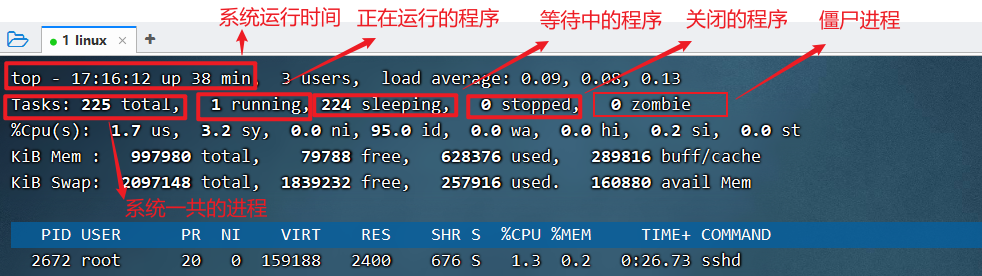 系统运行时间 正在运行的程序 等待中的程序 关闭的程序 僵尸进程
1 linux × +
top - 17:16:12 up 38 min, 3 users, load average: 0.09, 0.08, 0.13
Tasks: 225 total, 1 running, 224 sleeping, 0 stopped, 0 zombie
%Cpu(s): 1.7 us, 3.2 sy, 0.0 ni, 95.0 id, 0.0 wa, 0.0 hi, 0.2 si, 0.0 st
KiB Mem : 997980 total, 79788 free, 628376 used, 289816 buff/cache
KiB Swap: 2097148 total, 1839232 free, 257916 used. 160880 avail Mem
系统一共的进程
PID USER PR NI VIRT RES SHR S %CPU %MEM TIME+ COMMAND
2672 root 20 0 159188 2400 676 S 1.3 0.2 0:26.73 sshd